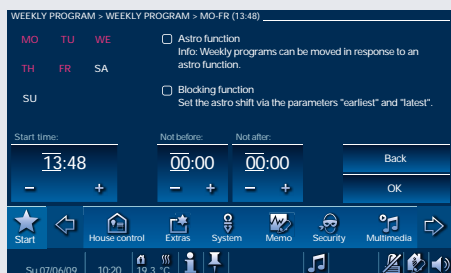 WEEKLY PROGRAM > WEEKLY PROGRAM > MO-FR (13:48)
MO TU WE
TH FR SA
SU
Astro function
Info: Weekly programs can be moved in response to an
astro function.
Blocking function
Set the astro shift via the parameters "earliest" and "latest".
Start time: Not before: Not after:
13:48 00:00 00:00
– + – + – +
Back
OK
Start House control Extras System Memo Security Multimedia
Su 07/06/09 10:20 19.3 °C